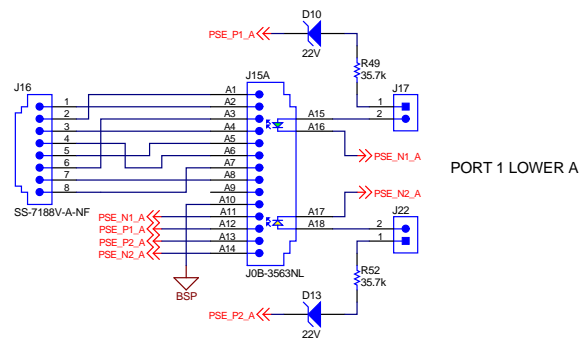 D10
PSE_P1_A
22V
R49
35.7k
J16
J15A
J17
1 A1
2 A2
3 A3
4 A4
5 A5
6 A6
7 A7
8 A8
A9
A10
A11
A12
A13
A14
A15
A16
A17
A18
1
2
PSE_N1_A
PSE_N2_A
PORT 1 LOWER A
SS-7188V-A-NF
PSE_N1_A
PSE_P1_A
PSE_P2_A
PSE_N2_A
J22
2
1
J0B-3563NL
BSP
R52
35.7k
D13
PSE_P2_A
22V